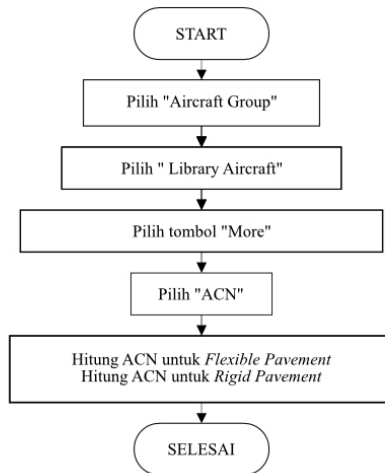 START
Pilih "Aircraft Group"
Pilih " Library Aircraft"
Pilih tombol "More"
Pilih "ACN"
Hitung ACN untuk Flexible Pavement
Hitung ACN untuk Rigid Pavement
SELESAI